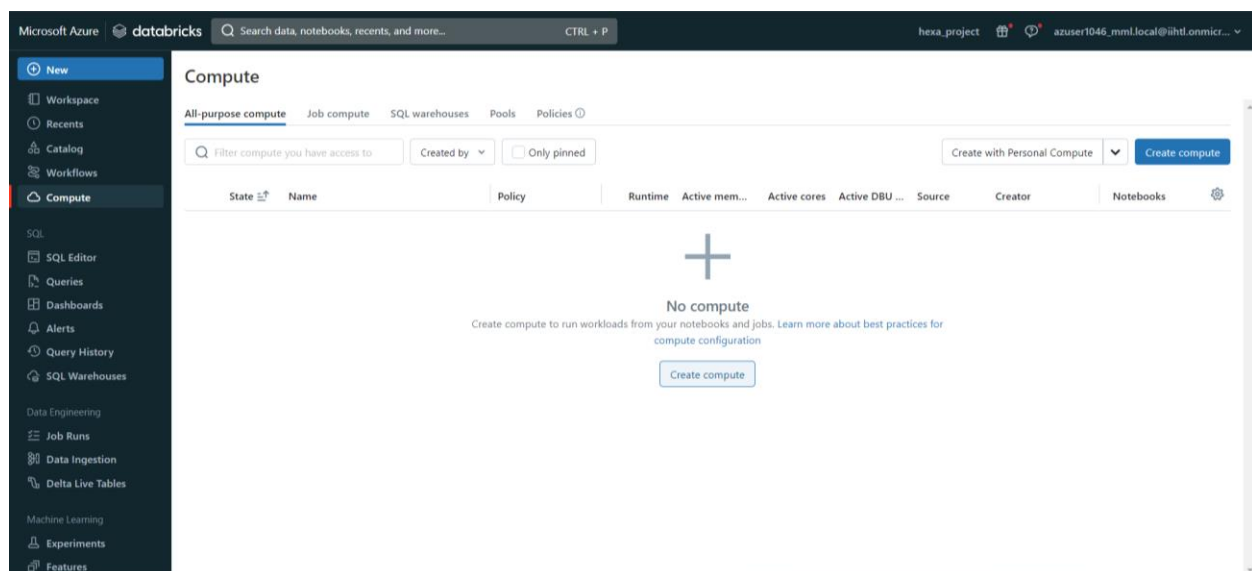 Microsoft Azure databricks Search data, notebooks, recents, and more... CTRL + P hexa_project azuser1046_mml.local@iihtl.onmicr...
New
Workspace
Recents
Catalog
Workflows
Compute
SQL
SQL Editor
Queries
Dashboards
Alerts
Query History
SQL Warehouses
Data Engineering
Job Runs
Data Ingestion
Delta Live Tables
Machine Learning
Experiments
Features
Compute
All-purpose compute Job compute SQL warehouses Pools Policies
Filter compute you have access to Created by Only pinned Create with Personal Compute Create compute
State Name Policy Runtime Active mem... Active cores Active DBU ... Source Creator Notebooks
No compute
Create compute to run workloads from your notebooks and jobs. Learn more about best practices for
compute configuration
Create compute